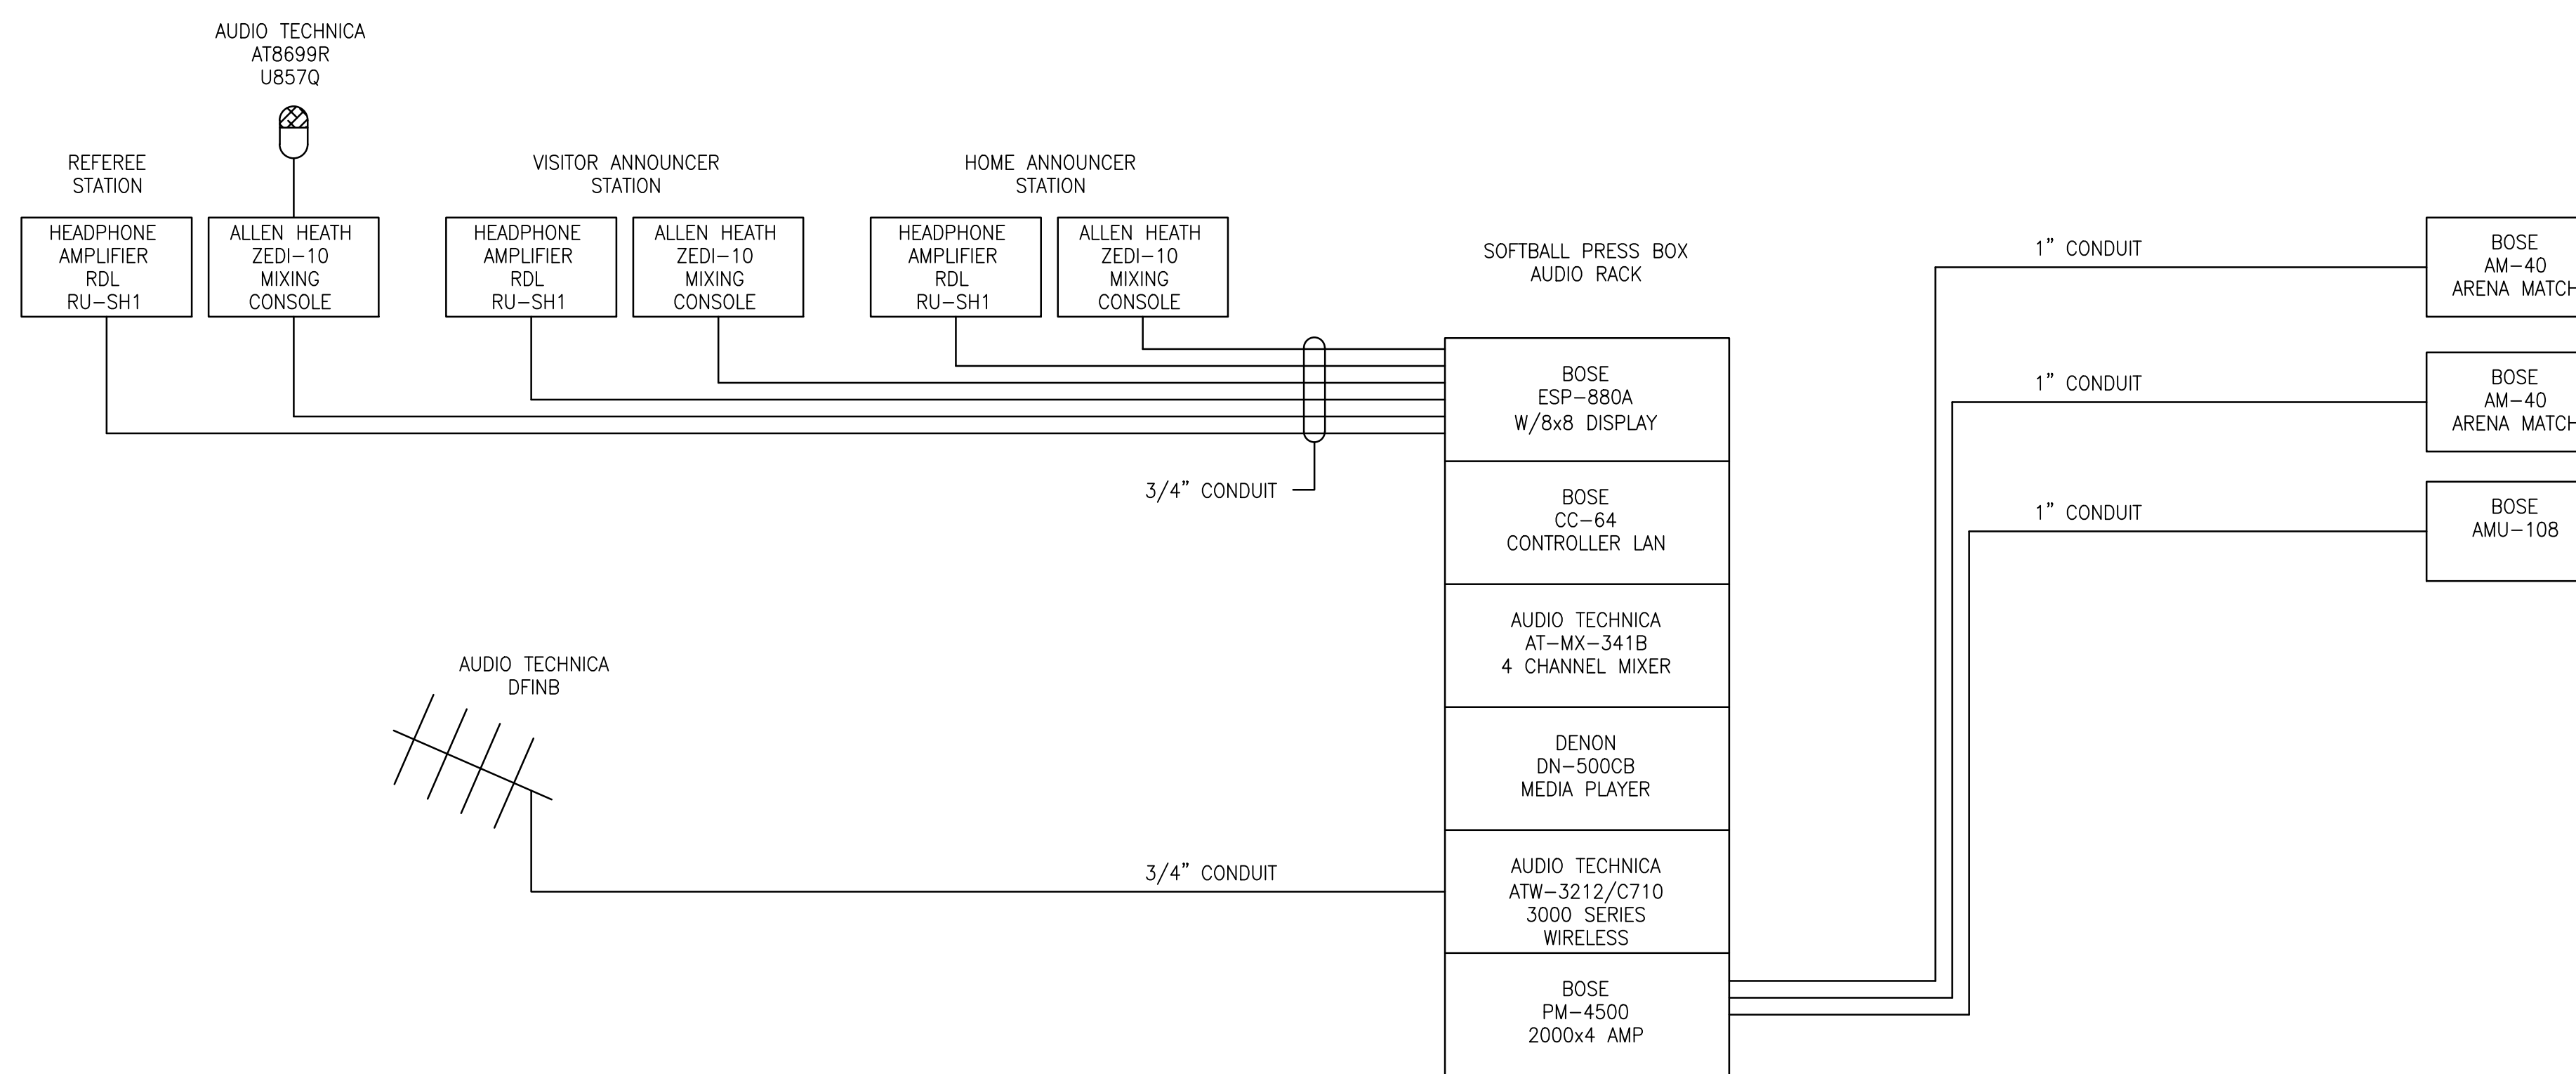 AUDIO TECHNICA
AT8699R
U857Q
REFEREE
STATION
VISITOR ANNOUNCER
STATION
HOME ANNOUNCER
STATION
HEADPHONE
AMPLIFIER
RDL
RU-SH1
ALLEN HEATH
ZEDI-10
MIXING
CONSOLE
HEADPHONE
AMPLIFIER
RDL
RU-SH1
ALLEN HEATH
ZEDI-10
MIXING
CONSOLE
HEADPHONE
AMPLIFIER
RDL
RU-SH1
ALLEN HEATH
ZEDI-10
MIXING
CONSOLE
3/4" CONDUIT
SOFTBALL PRESS BOX
AUDIO RACK
BOSE
ESP-880A
W/8x8 DISPLAY
BOSE
CC-64
CONTROLLER LAN
AUDIO TECHNICA
AT-MX-341B
4 CHANNEL MIXER
DENON
DN-500CB
MEDIA PLAYER
AUDIO TECHNICA
ATW-3212/C710
3000 SERIES
WIRELESS
BOSE
PM-4500
2000x4 AMP
AUDIO TECHNICA
DFINB
3/4" CONDUIT
1" CONDUIT
BOSE
AM-40
ARENA MATCH
1" CONDUIT
BOSE
AM-40
ARENA MATCH
1" CONDUIT
BOSE
AMU-108